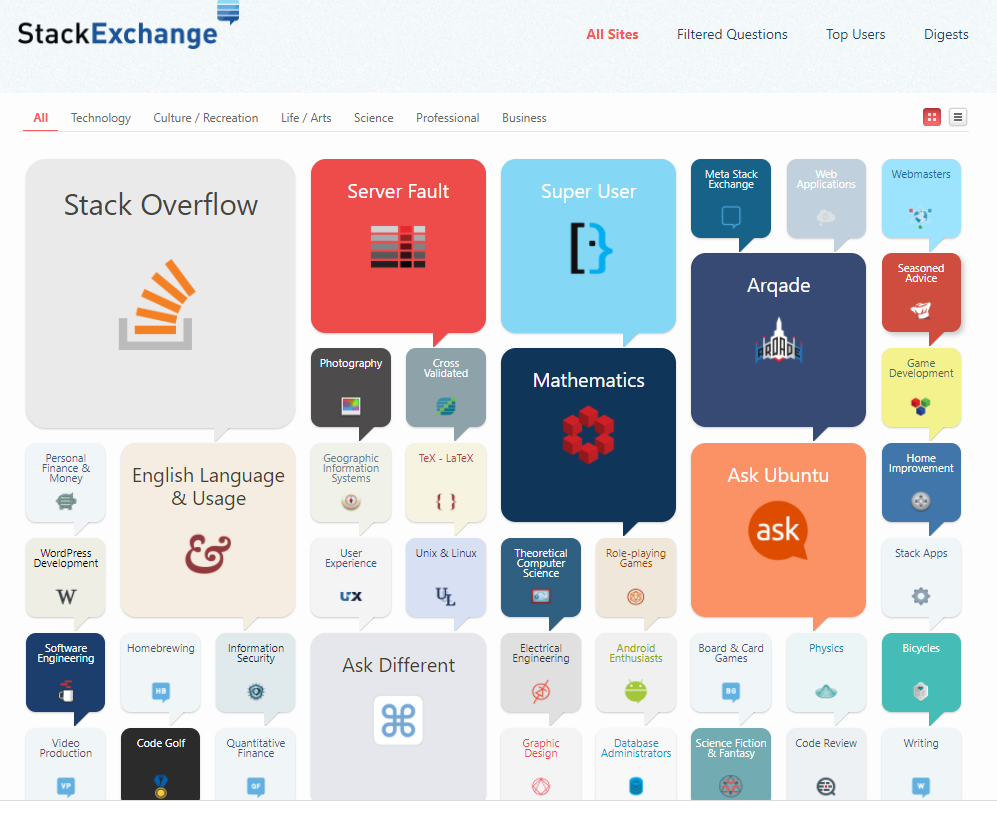 StackExchange
All Sites Filtered Questions Top Users Digests
All Technology Culture / Recreation Life / Arts Science Professional Business
Stack Overflow
Server Fault
Super User
Meta Stack
Exchange
Web
Applications
Webmasters
Arqade
ARQADE
Seasoned
Advice
Photography
Cross
Validated
Mathematics
Game
Development
Personal
Finance &
Money
English Language
& Usage
&
Geographic
Information
Systems
TeX - LaTeX
{ }
Ask Ubuntu
ask
Home
Improvement
WordPress
Development
W
User
Experience
UX
Unix & Linux
UL
Theoretical
Computer
Science
Role-playing
Games
Stack Apps
Software
Engineering
Homebrewing
HB
Information
Security
Ask Different
Electrical
Engineering
Android
Enthusiasts
Board & Card
Games
BG
Physics
Bicycles
Video
Production
VP
Code Golf
Quantitative
Finance
QF
Graphic
Design
Database
Administrators
Science Fiction
& Fantasy
Code Review
Writing
W